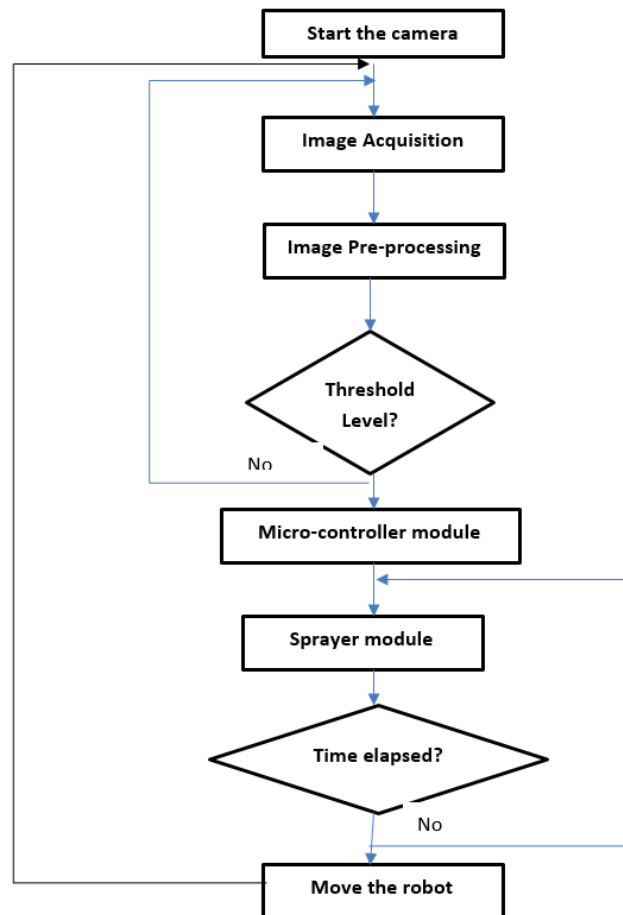 Start the camera
Image Acquisition
Image Pre-processing
Threshold
Level?
No
Micro-controller module
Sprayer module
Time elapsed?
No
Move the robot